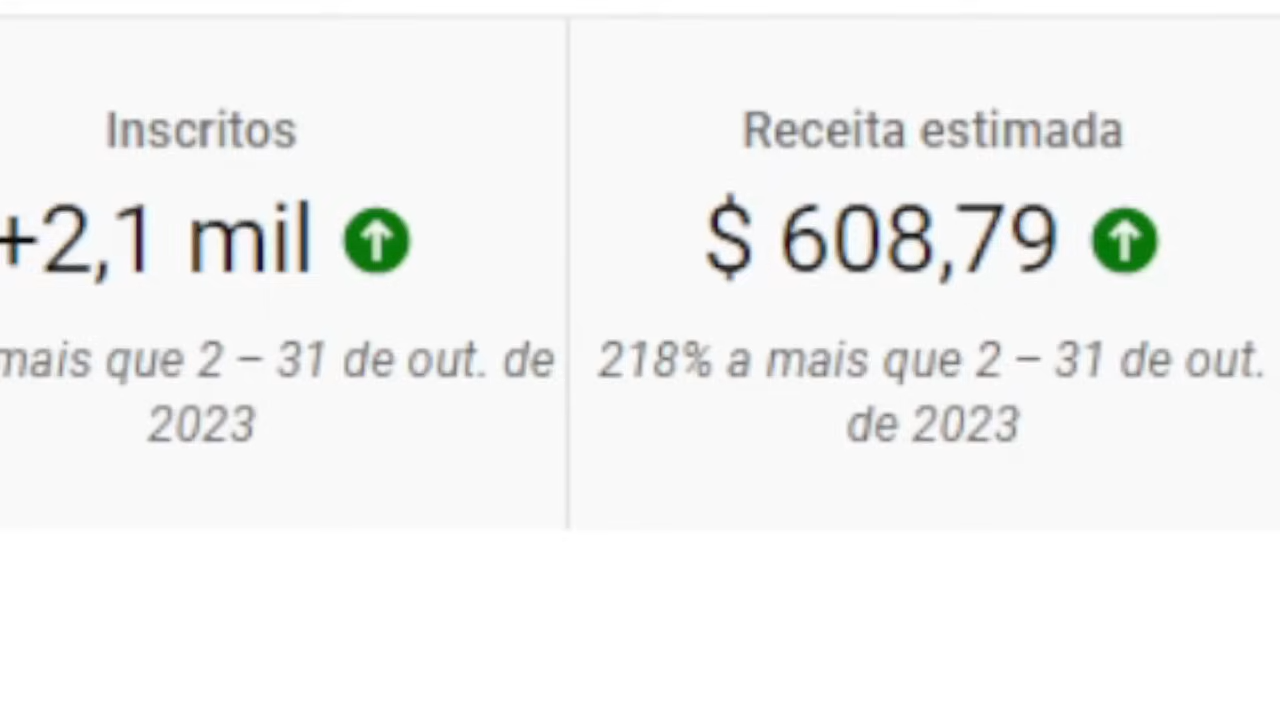 Inscritos
+2,1 mil
mais que 2 – 31 de out. de
2023
Receita estimada
$ 608,79
218% a mais que 2 – 31 de out.
de 2023